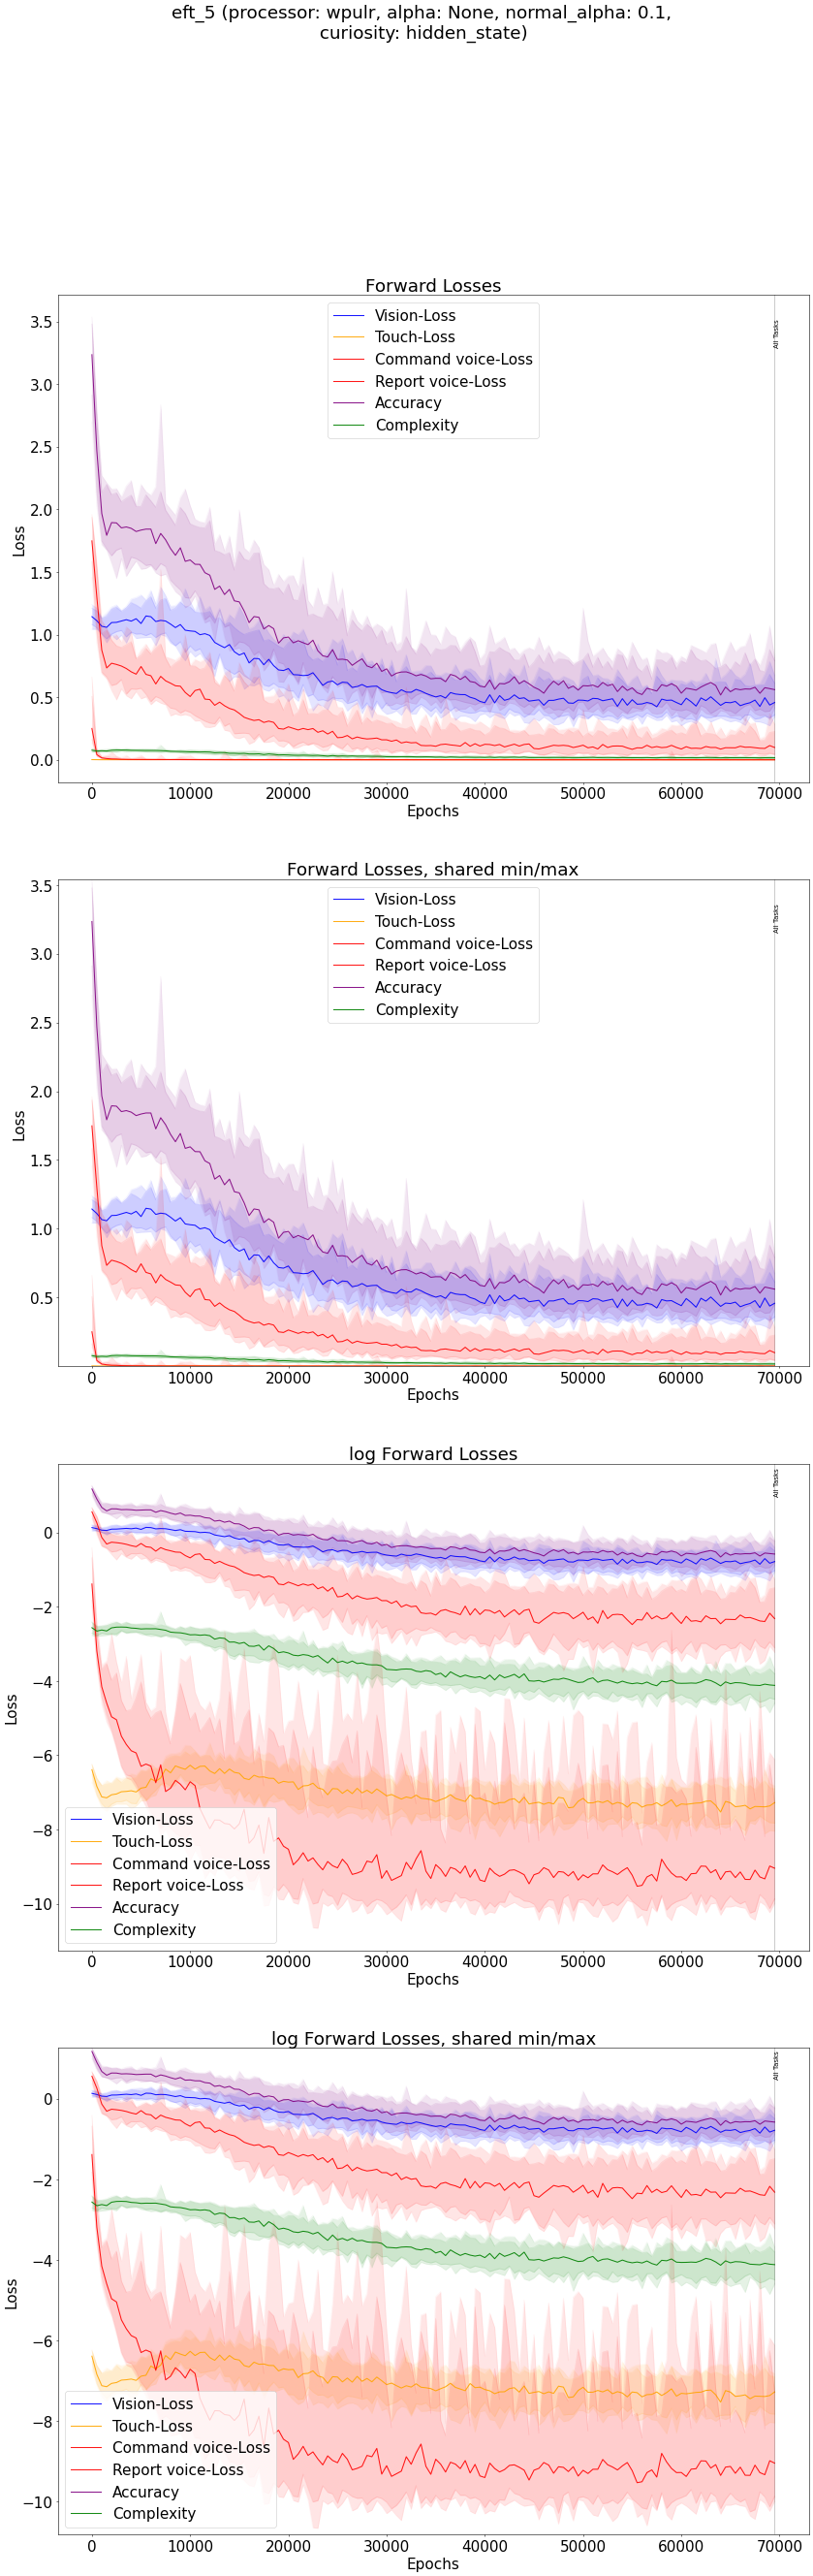 eft_5 (processor: wpulr, alpha: None, normal_alpha: 0.1,
curiosity: hidden_state)
Forward Losses
Vision-Loss
Touch-Loss
Command voice-Loss
Report voice-Loss
Accuracy
Complexity
All Tasks
3.5
3.0
2.5
2.0
1.5
1.0
0.5
0.0
Loss
0 10000 20000 30000 40000 50000 60000 70000
Epochs
Forward Losses, shared min/max
Vision-Loss
Touch-Loss
Command voice-Loss
Report voice-Loss
Accuracy
Complexity
All Tasks
3.5
3.0
2.5
2.0
1.5
1.0
0.5
Loss
0 10000 20000 30000 40000 50000 60000 70000
Epochs
log Forward Losses
All Tasks
0
−2
−4
−6
−8
−10
Loss
Vision-Loss
Touch-Loss
Command voice-Loss
Report voice-Loss
Accuracy
Complexity
0 10000 20000 30000 40000 50000 60000 70000
Epochs
log Forward Losses, shared min/max
All Tasks
0
−2
−4
−6
−8
−10
Loss
Vision-Loss
Touch-Loss
Command voice-Loss
Report voice-Loss
Accuracy
Complexity
0 10000 20000 30000 40000 50000 60000 70000
Epochs